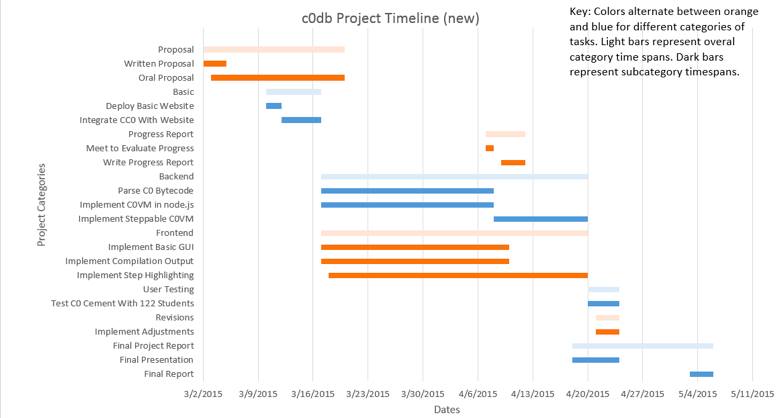 c0db Project Timeline (new)
Key: Colors alternate between orange
and blue for different categories of
tasks. Light bars represent overal
category time spans. Dark bars
represent subcategory timespans.
Project Categories
Proposal
Written Proposal
Oral Proposal
Basic
Deploy Basic Website
Integrate CC0 With Website
Progress Report
Meet to Evaluate Progress
Write Progress Report
Backend
Parse C0 Bytecode
Implement C0VM in node.js
Implement Steppable C0VM
Frontend
Implement Basic GUI
Implement Compilation Output
Implement Step Highlighting
User Testing
Test C0 Cement With 122 Students
Revisions
Implement Adjustments
Final Project Report
Final Presentation
Final Report
3/2/2015 3/9/2015 3/16/2015 3/23/2015 3/30/2015 4/6/2015 4/13/2015 4/20/2015 4/27/2015 5/4/2015 5/11/2015
Dates